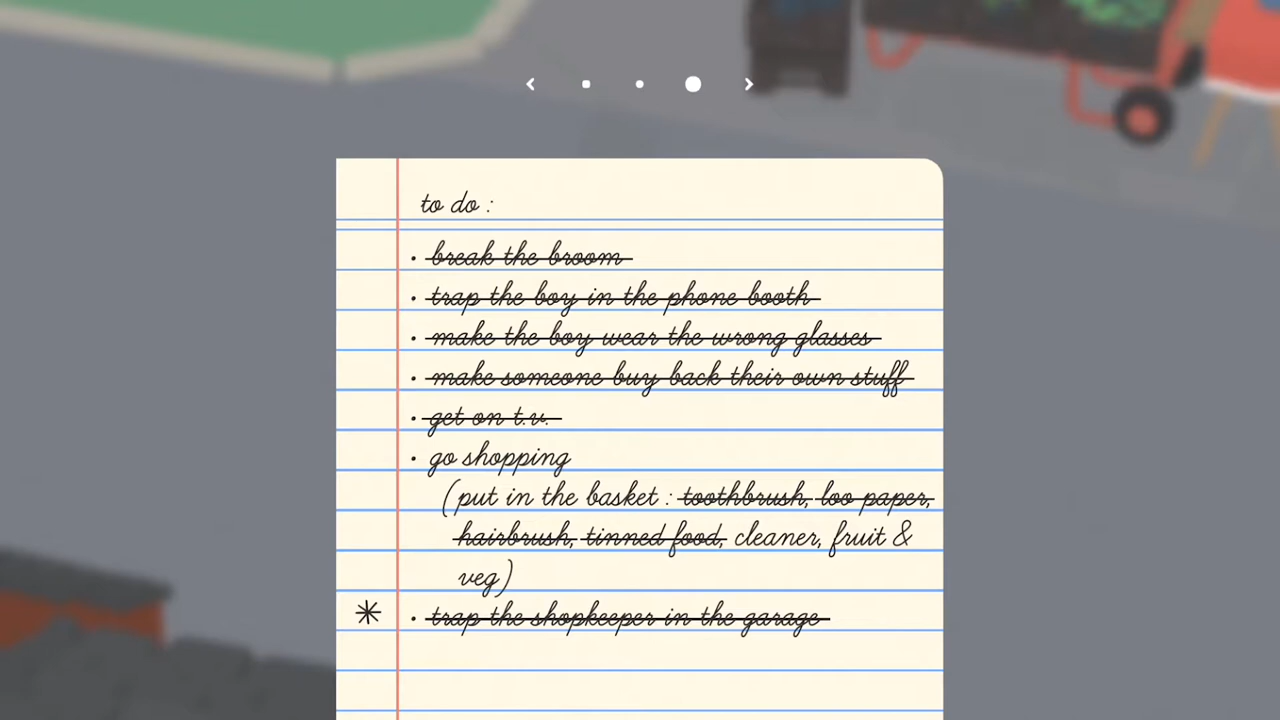 to do :
• break the broom
• trap the boy in the phone booth
• make the boy wear the wrong glasses
• make someone buy back their own stuff
• get on t.v.
• go shopping
(put in the basket : toothbrush, loo paper,
hairbrush, tinned food, cleaner, fruit &
veg)
• trap the shopkeeper in the garage